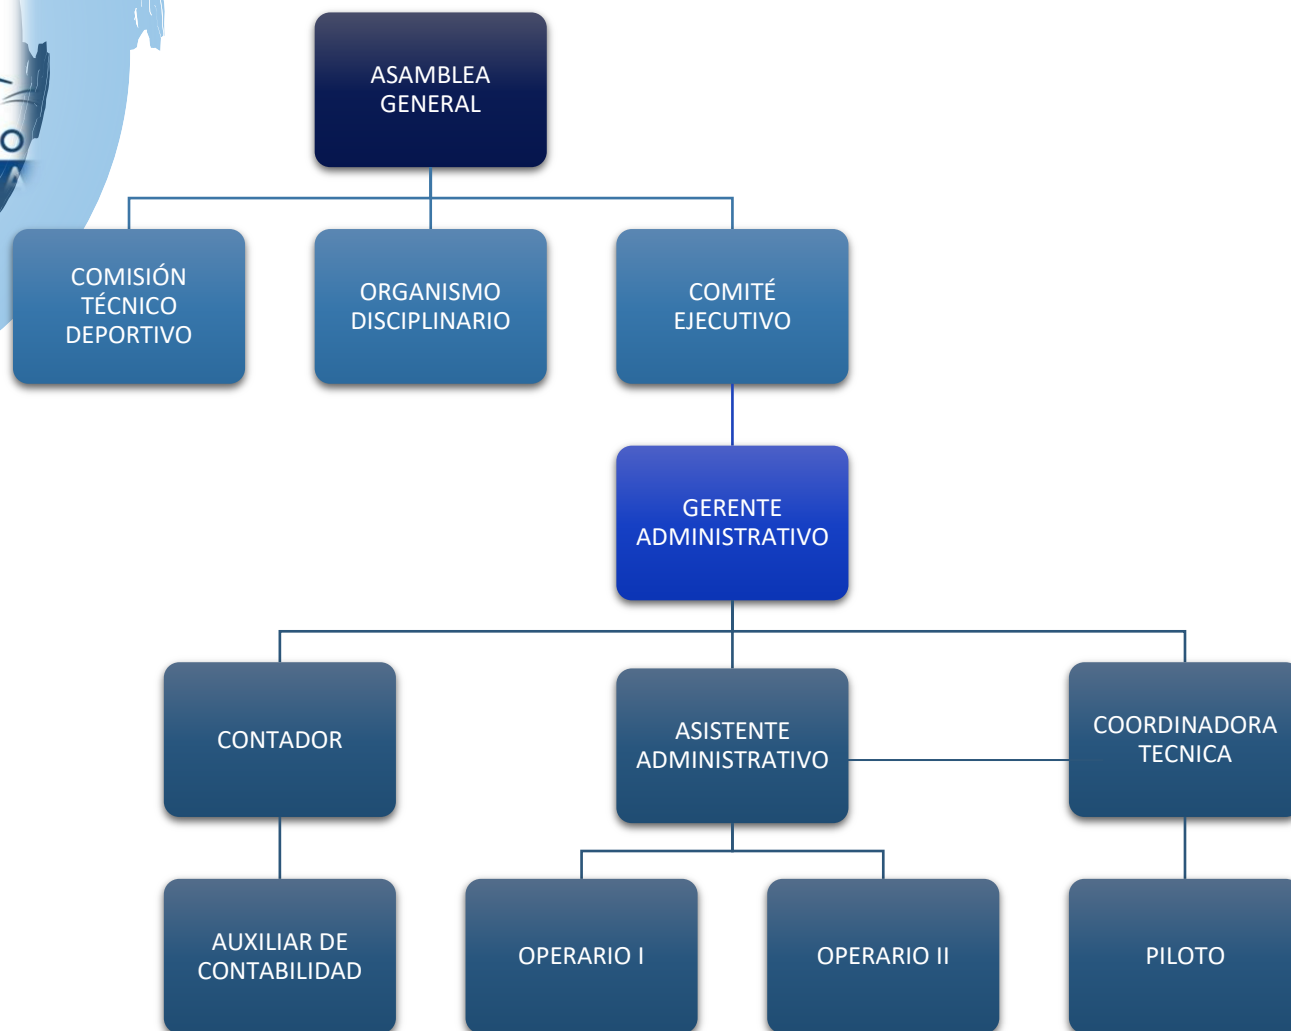 ASAMBLEA
GENERAL
COMISIÓN
TÉCNICO
DEPORTIVO
ORGANISMO
DISCIPLINARIO
COMITÉ
EJECUTIVO
GERENTE
ADMINISTRATIVO
CONTADOR
ASISTENTE
ADMINISTRATIVO
COORDINADORA
TECNICA
AUXILIAR DE
CONTABILIDAD
OPERARIO I
OPERARIO II
PILOTO